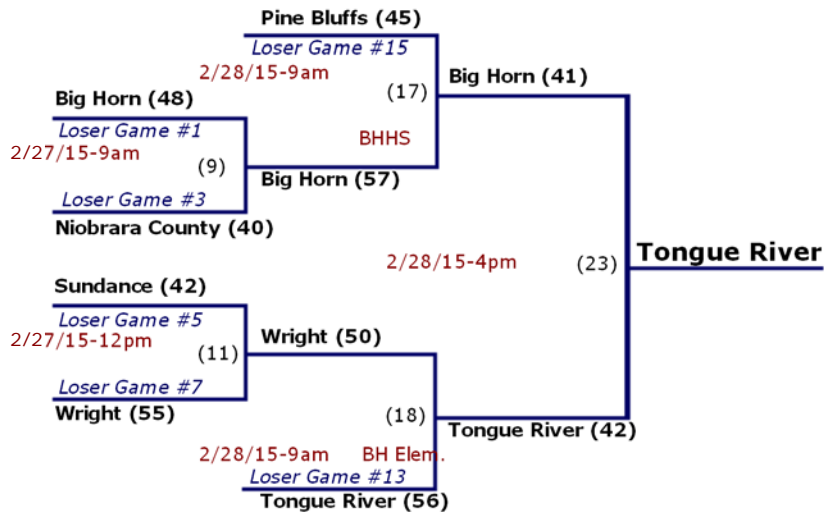 Pine Bluffs (45)
Loser Game #15
2/28/15-9am
Big Horn (41)
(17)
Big Horn (48)
Loser Game #1
2/27/15-9am
(9)
BHHS
Big Horn (57)
Loser Game #3
Niobrara County (40)
Tongue River
2/28/15-4pm
(23)
Sundance (42)
Loser Game #5
2/27/15-12pm
Wright (50)
(11)
Loser Game #7
Wright (55)
(18)
Tongue River (42)
2/28/15-9am
BH Elem.
Loser Game #13
Tongue River (56)